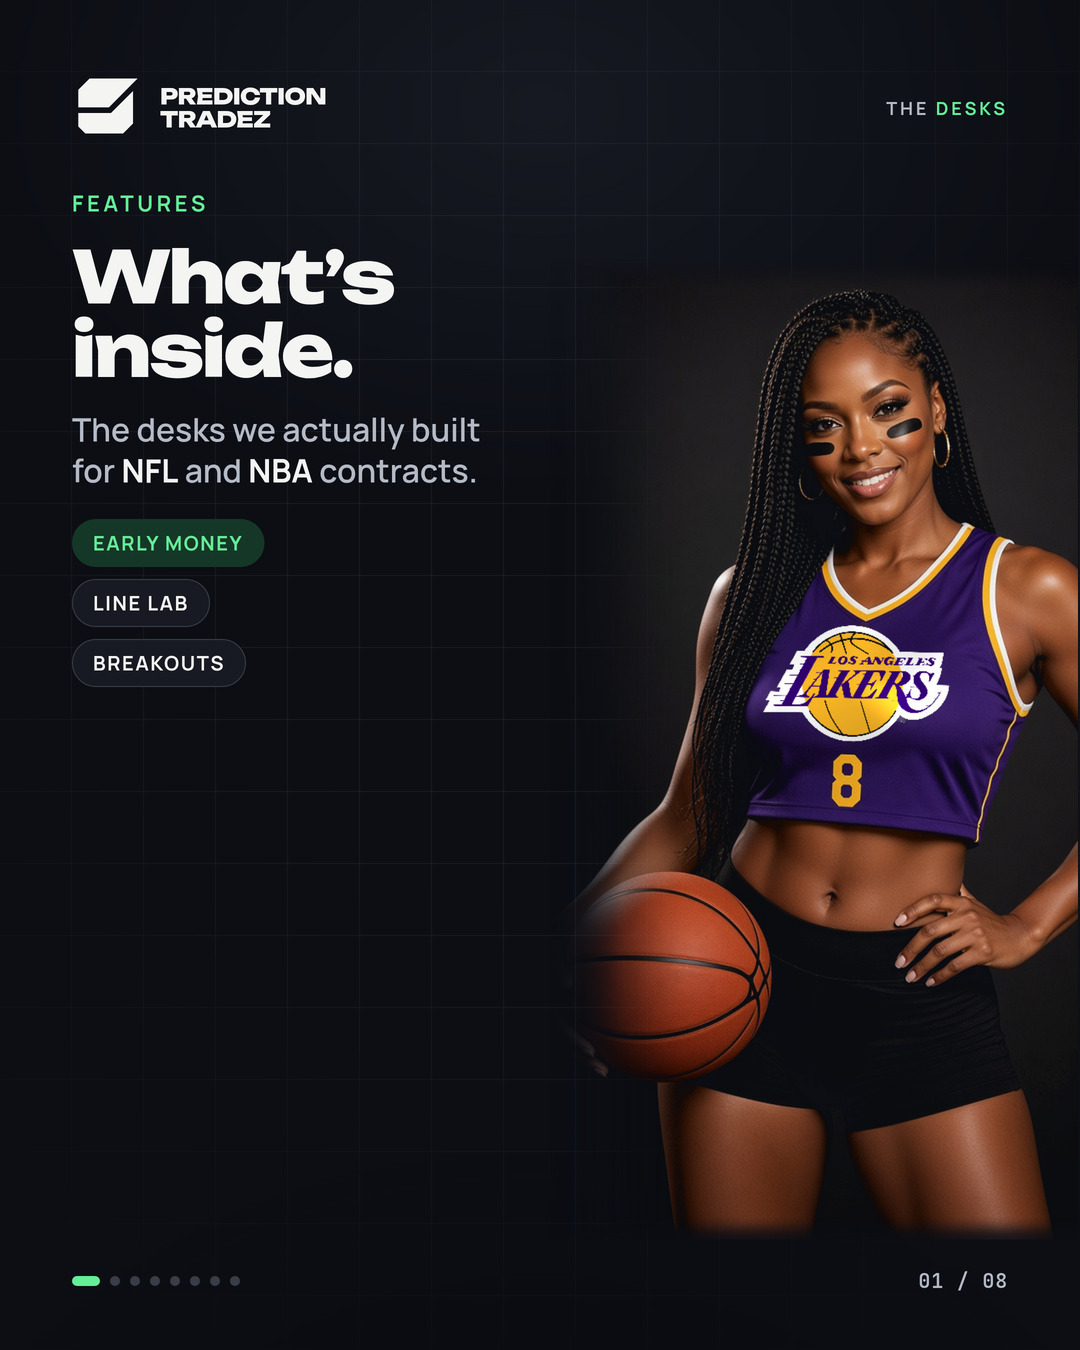 PREDICTION
TRADEZ
THE DESKS
FEATURES
What’s
inside.
The desks we actually built
for NFL and NBA contracts.
EARLY MONEY
LINE LAB
BREAKOUTS
LOS ANGELES
LAKERS
8
01 / 08